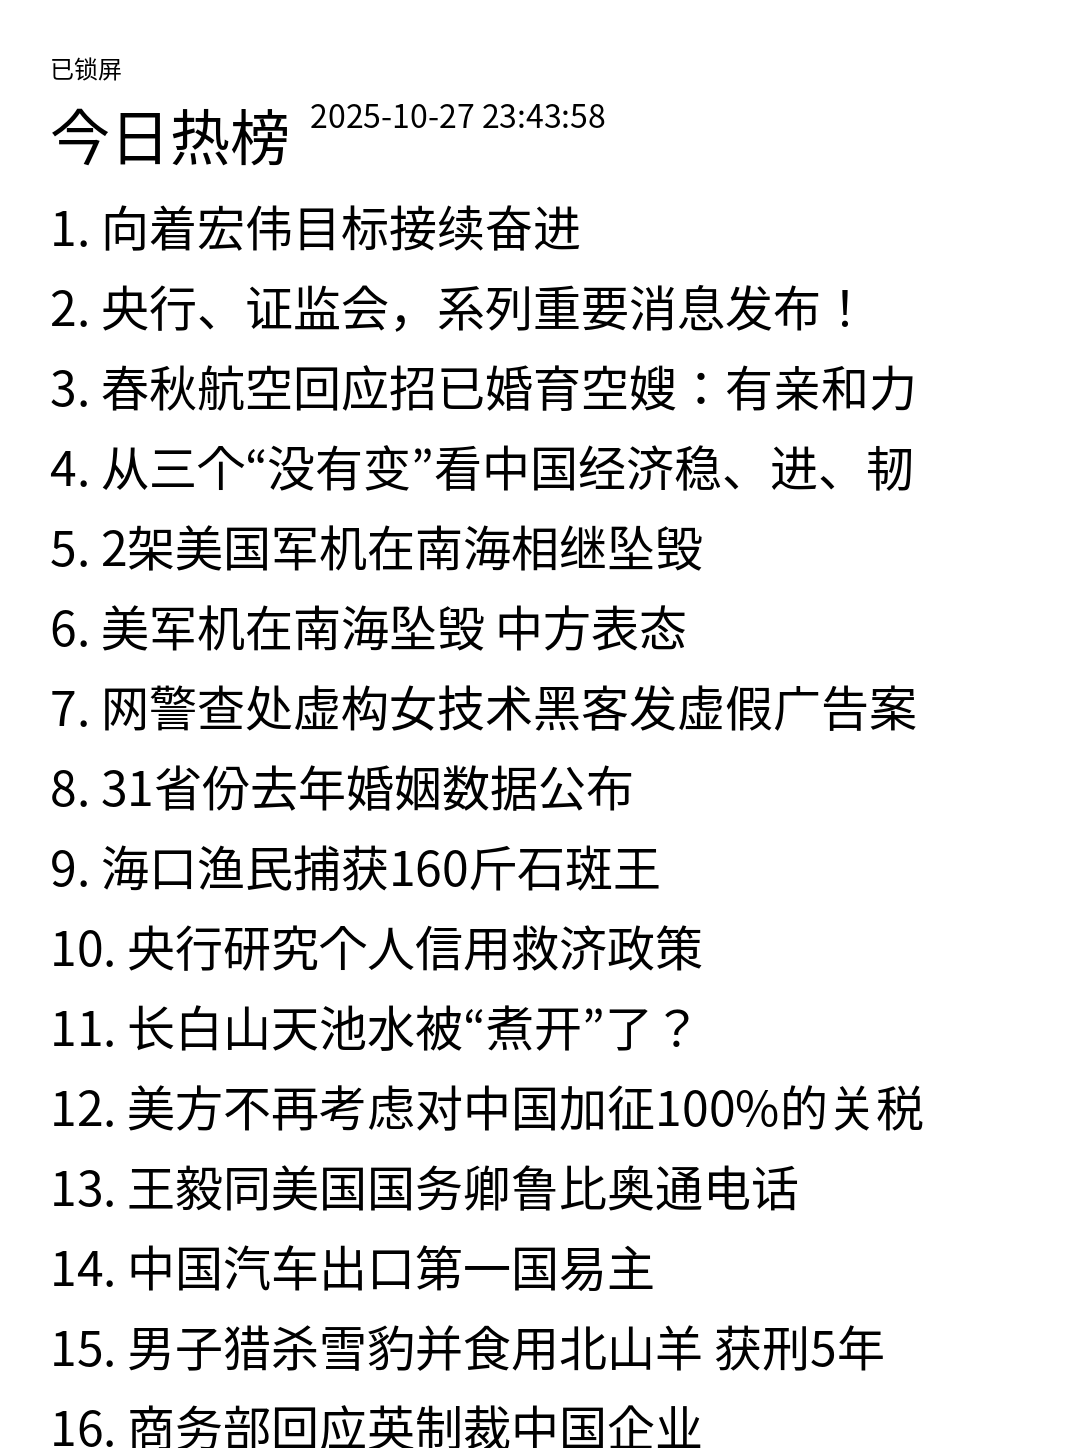 已锁屏
今日热榜 2025-10-27 23:43:58
1. 向着宏伟目标接续奋进
2. 央行、证监会，系列重要消息发布！
3. 春秋航空回应招已婚育空嫂：有亲和力
4. 从三个“没有变”看中国经济稳、进、韧
5. 2架美国军机在南海相继坠毁
6. 美军机在南海坠毁 中方表态
7. 网警查处虚构女技术黑客发虚假广告案
8. 31省份去年婚姻数据公布
9. 海口渔民捕获160斤石斑王
10. 央行研究个人信用救济政策
11. 长白山天池水被“煮开”了？
12. 美方不再考虑对中国加征100%的关税
13. 王毅同美国国务卿鲁比奥通电话
14. 中国汽车出口第一国易主
15. 男子猎杀雪豹并食用北山羊 获刑5年
16. 商务部回应英制裁中国企业